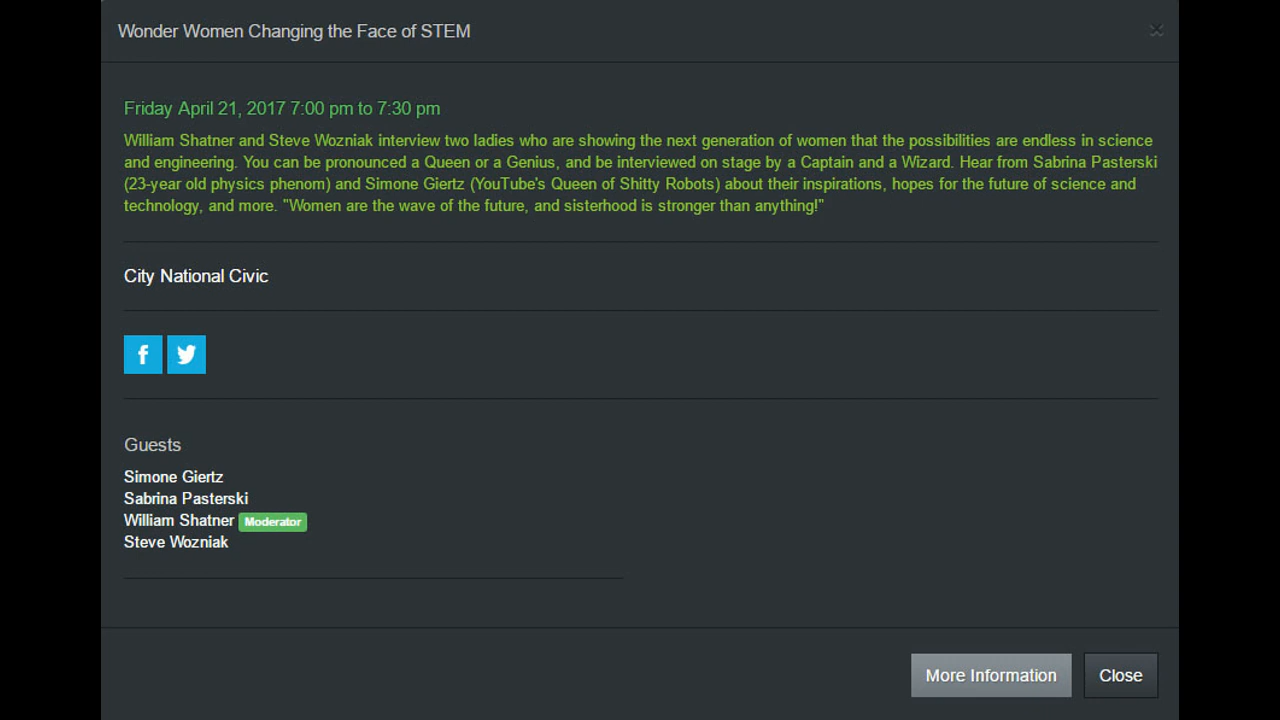 Wonder Women Changing the Face of STEM
Friday April 21, 2017 7:00 pm to 7:30 pm
William Shatner and Steve Wozniak interview two ladies who are showing the next generation of women that the possibilities are endless in science
and engineering. You can be pronounced a Queen or a Genius, and be interviewed on stage by a Captain and a Wizard. Hear from Sabrina Pasterski
(23-year old physics phenom) and Simone Giertz (YouTube's Queen of Shitty Robots) about their inspirations, hopes for the future of science and
technology, and more. "Women are the wave of the future, and sisterhood is stronger than anything!"
City National Civic
Guests
Simone Giertz
Sabrina Pasterski
William Shatner Moderator
Steve Wozniak
More Information Close